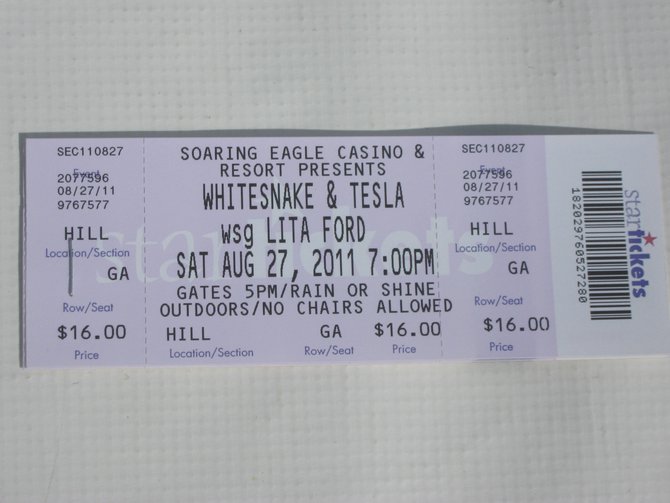 SEC110827
Event
2077596
08/27/11
9767577
HILL
Location/Section
GA
Row/Seat
$16.00
Price
SOARING EAGLE CASINO &
RESORT PRESENTS
WHITESNAKE & TESLA
wsg LITA FORD
SAT AUG 27, 2011 7:00PM
GATES 5PM/RAIN OR SHINE
OUTDOORS/NO CHAIRS ALLOWED
HILL GA $16.00
Location/Section Row/Seat Price
startickets
SEC110827
Event
2077596
08/27/11
9767577
HILL
Location/Section
GA
Row/Seat
$16.00
Price
182029760527280
star
tickets